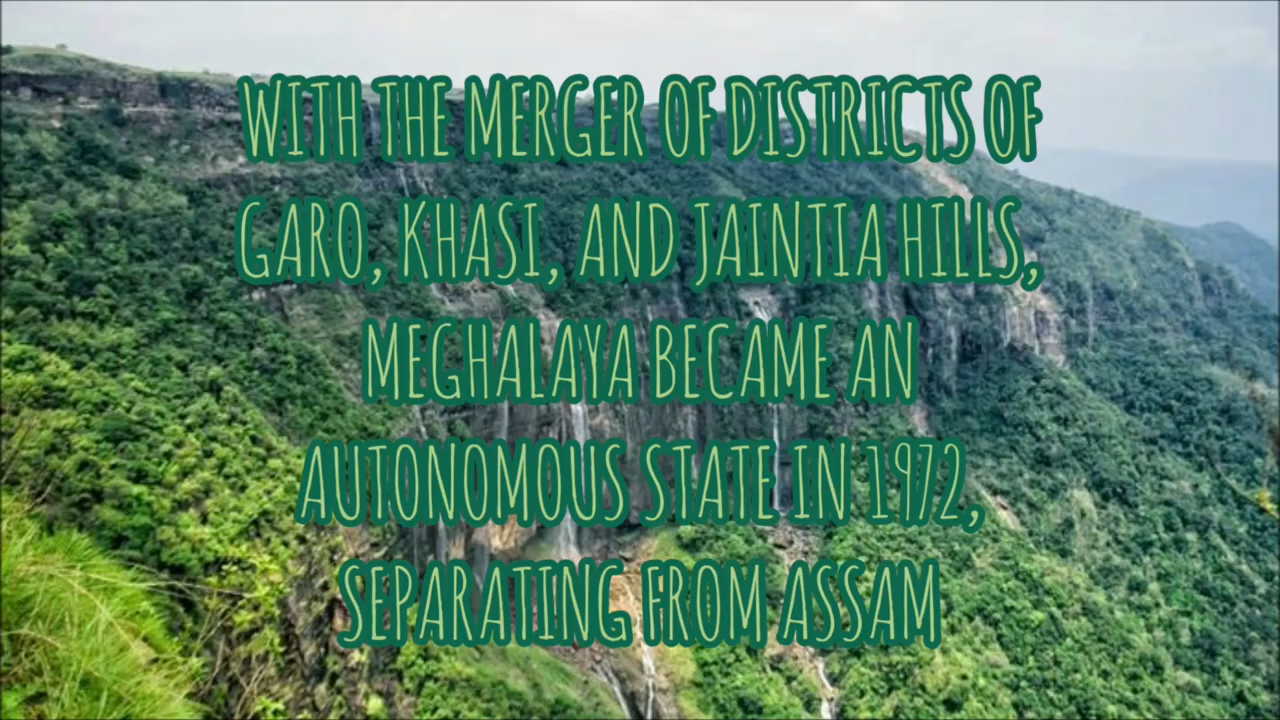 WITH THE MERGER OF DISTRICTS OF
GARO, KHASI, AND JAINTIA HILLS,
MEGHALAYA BECAME AN
AUTONOMOUS STATE IN 1972,
SEPARATING FROM ASSAM